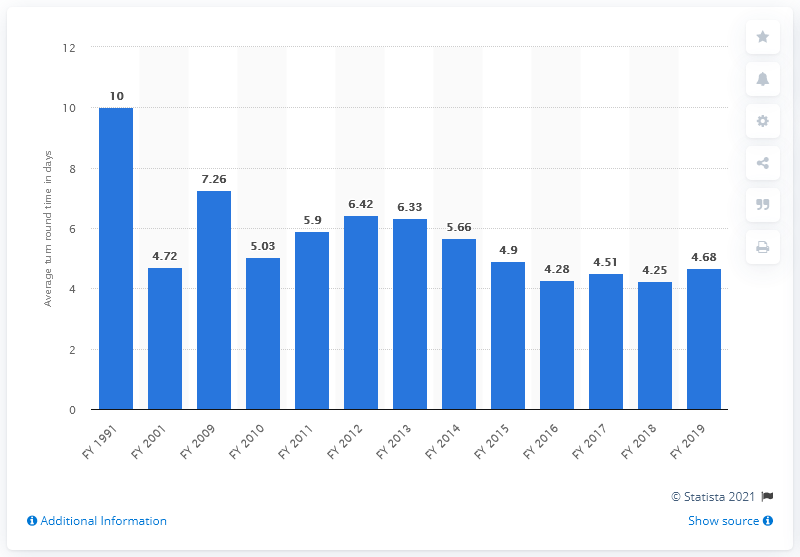 12
10
8
6
4
2
0
Average turn round time in days
10
4.72
7.26
5.03
5.9
6.42
6.33
5.66
4.9
4.28
4.51
4.25
4.68
FY 1991
FY 2001
FY 2009
FY 2010
FY 2011
FY 2012
FY 2013
FY 2014
FY 2015
FY 2016
FY 2017
FY 2018
FY 2019
© Statista 2021
Additional Information
Show source